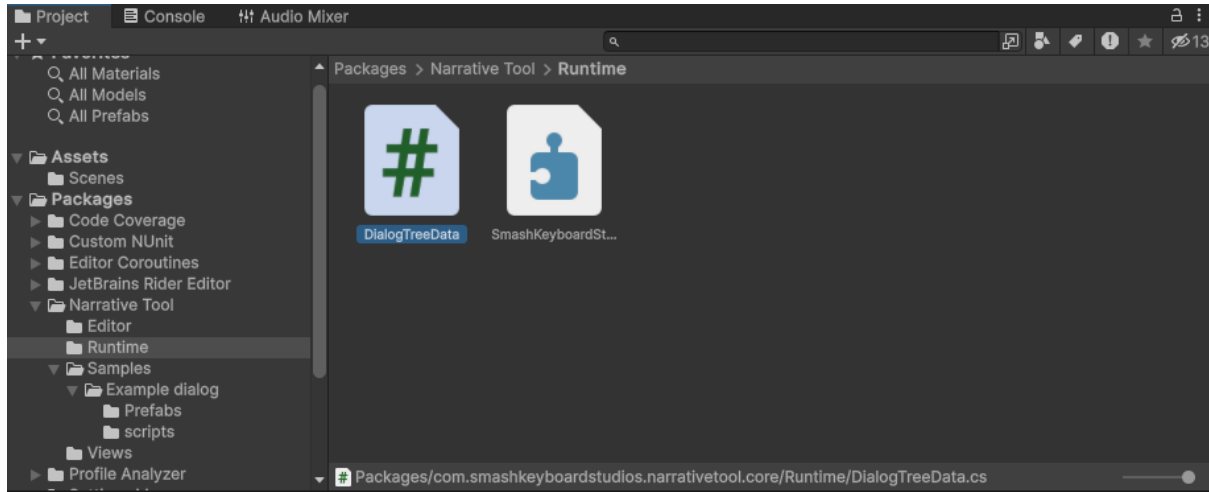 Project Console Audio Mixer
13
Favorites
All Materials
All Models
All Prefabs
Assets
Scenes
Packages
Code Coverage
Custom NUnit
Editor Coroutines
JetBrains Rider Editor
Narrative Tool
Editor
Runtime
Samples
Example dialog
Prefabs
scripts
Views
Profile Analyzer
Packages > Narrative Tool > Runtime
DialogTreeData
SmashKeyboardSt...
Packages/com.smashkeyboardstudios.narrativetool.core/Runtime/DialogTreeData.cs